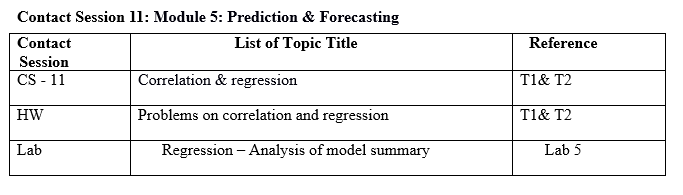 Contact Session 11: Module 5: Prediction & Forecasting
Contact Session List of Topic Title Reference
CS - 11 Correlation & regression T1& T2
HW Problems on correlation and regression T1& T2
Lab Regression – Analysis of model summary Lab 5